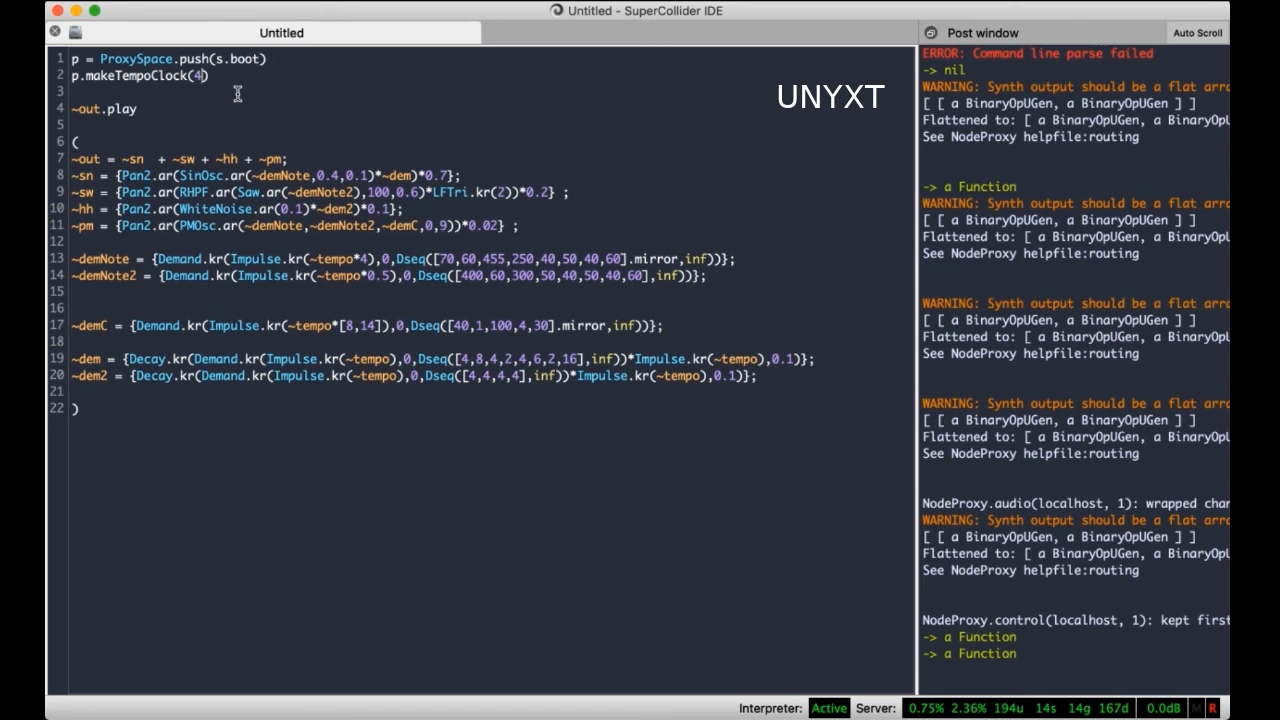 Untitled - SuperCollider IDE
Untitled
1 p = ProxySpace.push(s.boot)
2 p.makeTempoClock(4)
3
4 ~out.play
5
6 (
7 ~out = ~sn  + ~sw + ~hh + ~pm;
8 ~sn = {Pan2.ar(SinOsc.ar(~demNote,0.4,0.1)*~dem)*0.7};
9 ~sw = {Pan2.ar(RHPF.ar(Saw.ar(~demNote2),100,0.6)*LFTri.kr(2))*0.2} ;
10 ~hh = {Pan2.ar(WhiteNoise.ar(0.1)*~dem2)*0.1};
11 ~pm = {Pan2.ar(PMOsc.ar(~demNote,~demNote2,~demC,0,9))*0.02} ;
12
13 ~demNote = {Demand.kr(Impulse.kr(~tempo*4),0,Dseq([70,60,455,250,40,50,40,60].mirror,inf))};
14 ~demNote2 = {Demand.kr(Impulse.kr(~tempo*0.5),0,Dseq([400,60,300,50,40,50,40,60],inf))};
15
16
17 ~demC = {Demand.kr(Impulse.kr(~tempo*[8,14]),0,Dseq([40,1,100,4,30].mirror,inf))};
18
19 ~dem = {Decay.kr(Demand.kr(Impulse.kr(~tempo),0,Dseq([4,8,4,2,4,6,2,16],inf))*Impulse.kr(~tempo),0.1)};
20 ~dem2 = {Decay.kr(Demand.kr(Impulse.kr(~tempo),0,Dseq([4,4,4,4],inf))*Impulse.kr(~tempo),0.1)};
21
22 )
UNYXT
Post window
Auto Scroll
ERROR: Command line parse failed
-> nil
WARNING: Synth output should be a flat arra
[ [ a BinaryOpUGen, a BinaryOpUGen ] ]
Flattened to: [ a BinaryOpUGen, a BinaryOpU
See NodeProxy helpfile:routing
-> a Function
WARNING: Synth output should be a flat arra
[ [ a BinaryOpUGen, a BinaryOpUGen ] ]
Flattened to: [ a BinaryOpUGen, a BinaryOpU
See NodeProxy helpfile:routing
WARNING: Synth output should be a flat arra
[ [ a BinaryOpUGen, a BinaryOpUGen ] ]
Flattened to: [ a BinaryOpUGen, a BinaryOpU
See NodeProxy helpfile:routing
WARNING: Synth output should be a flat arra
[ [ a BinaryOpUGen, a BinaryOpUGen ] ]
Flattened to: [ a BinaryOpUGen, a BinaryOpU
See NodeProxy helpfile:routing
NodeProxy.audio(localhost, 1): wrapped chan
WARNING: Synth output should be a flat arra
[ [ a BinaryOpUGen, a BinaryOpUGen ] ]
Flattened to: [ a BinaryOpUGen, a BinaryOpU
See NodeProxy helpfile:routing
NodeProxy.control(localhost, 1): kept first
-> a Function
-> a Function
Interpreter: Active Server: 0.75% 2.36% 194u 14s 14g 167d 0.0dB M R